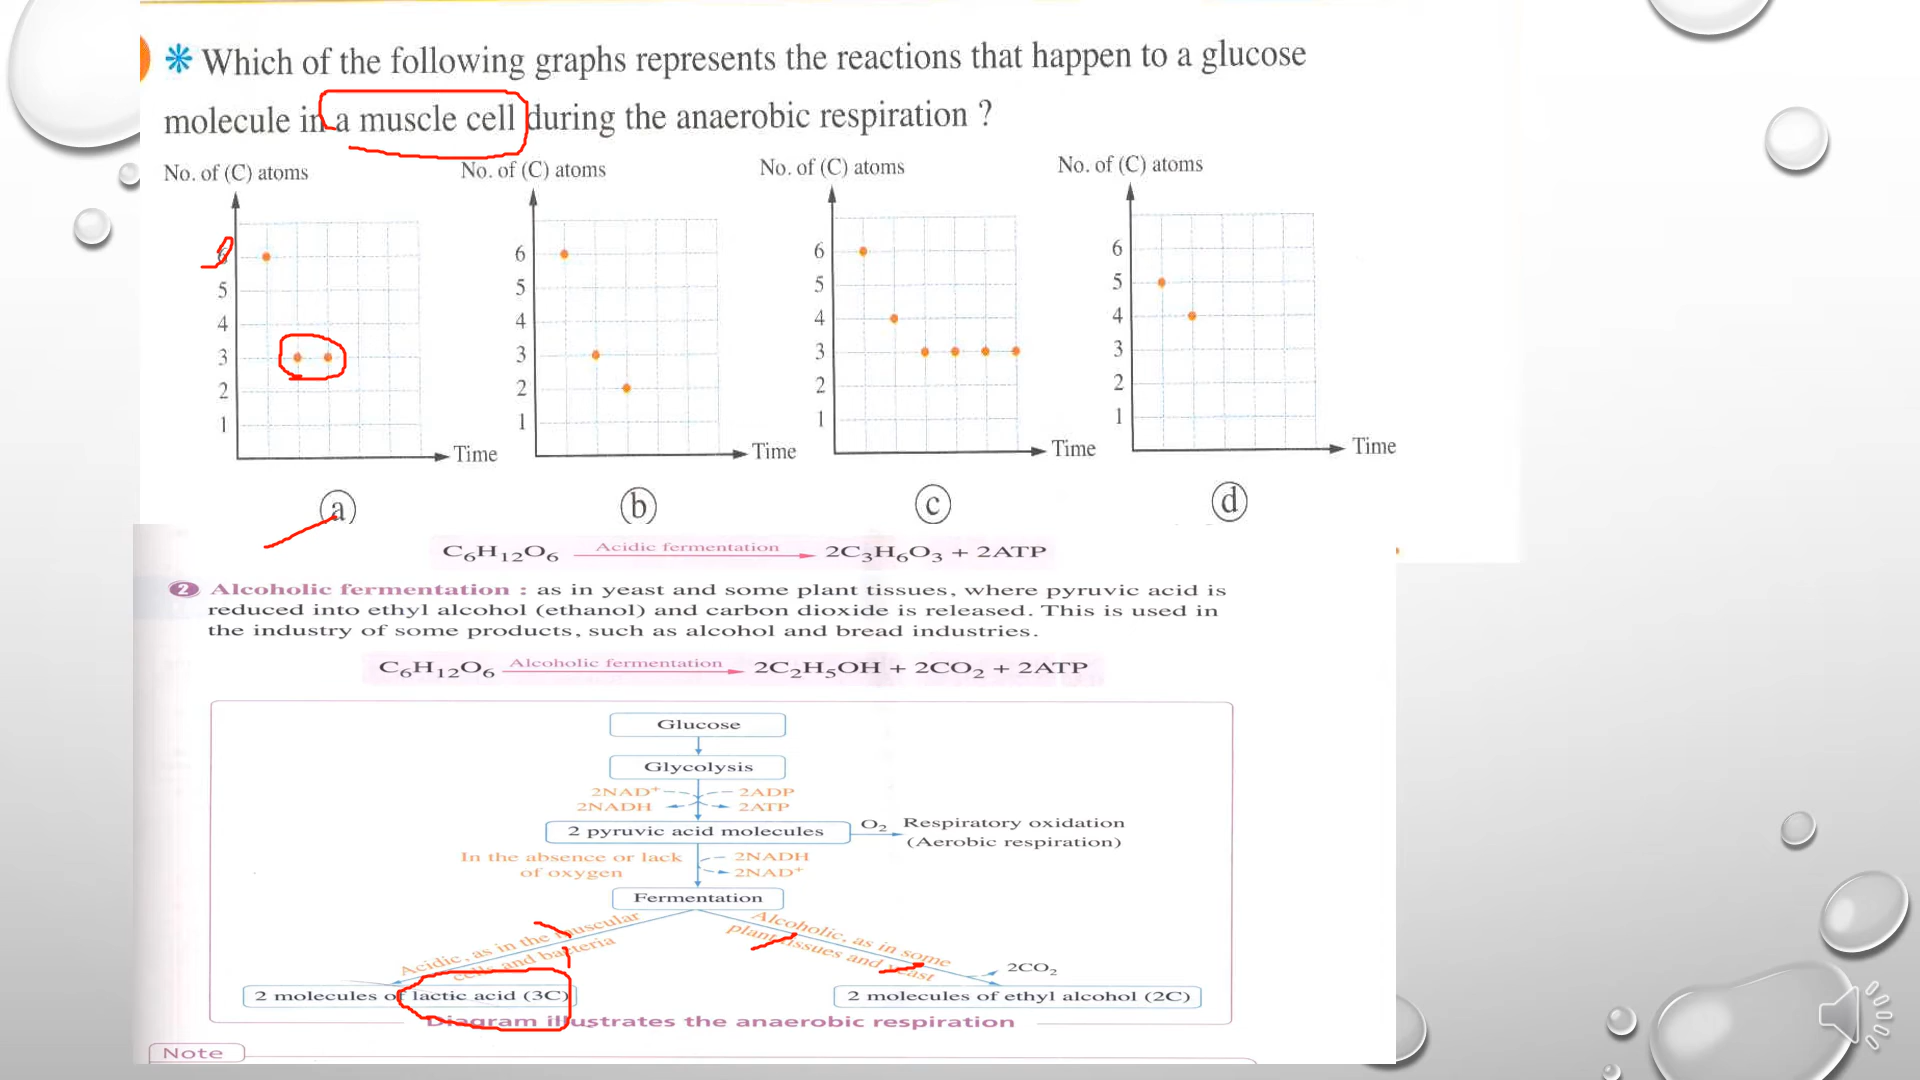 * Which of the following graphs represents the reactions that happen to a glucose
molecule in a muscle cell during the anaerobic respiration ?
No. of (C) atoms
6
5
4
3
2
1
Time
a
No. of (C) atoms
6
5
4
3
2
1
Time
b
No. of (C) atoms
6
5
4
3
2
1
Time
c
No. of (C) atoms
6
5
4
3
2
1
Time
d
C6H12O6 Acidic fermentation 2C3H6O3 + 2ATP
2 Alcoholic fermentation : as in yeast and some plant tissues, where pyruvic acid is
reduced into ethyl alcohol (ethanol) and carbon dioxide is released. This is used in
the industry of some products, such as alcohol and bread industries.
C6H12O6 Alcoholic fermentation 2C2H5OH + 2CO2 + 2ATP
Glucose
Glycolysis
2NAD+ 2ADP
2NADH 2ATP
2 pyruvic acid molecules
O2 Respiratory oxidation
(Aerobic respiration)
In the absence or lack
of oxygen
2NADH
2NAD+
Fermentation
Acidic, as in the muscular
cells and bacteria
Alcoholic, as in some
plant tissues and yeast
2CO2
2 molecules of lactic acid (3C)
2 molecules of ethyl alcohol (2C)
Diagram illustrates the anaerobic respiration
Note